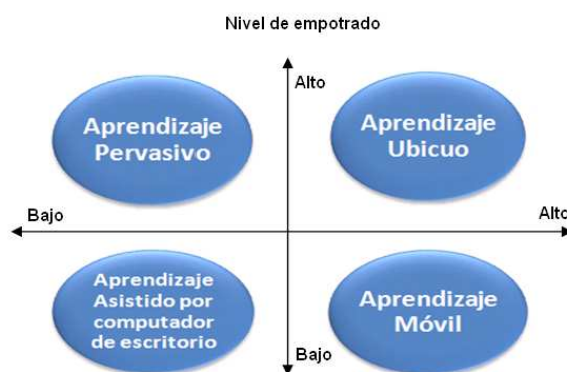 Nivel de empotrado
Alto
Aprendizaje
Pervasivo
Aprendizaje
Ubicuo
Bajo
Alto
Aprendizaje
Asistido por
computador
de escritorio
Aprendizaje
Móvil
Bajo